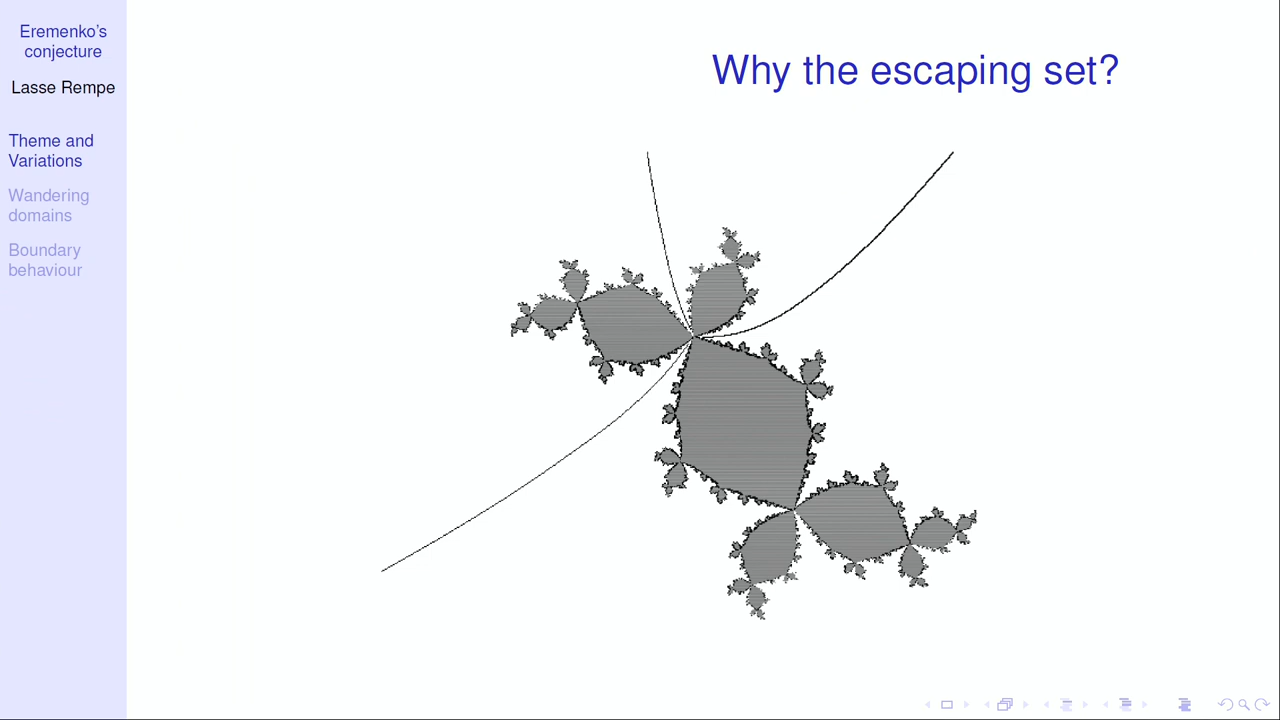 Eremenko's
conjecture
Lasse Rempe
Theme and
Variations
Wandering
domains
Boundary
behaviour
Why the escaping set?